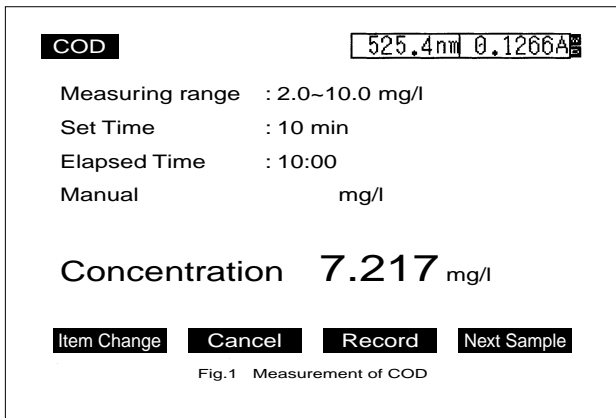 COD 525.4nm 0.1266A
Measuring range : 2.0~10.0 mg/l
Set Time : 10 min
Elapsed Time : 10:00
Manual mg/l
Concentration 7.217 mg/l
Item Change Cancel Record Next Sample
Fig.1 Measurement of COD